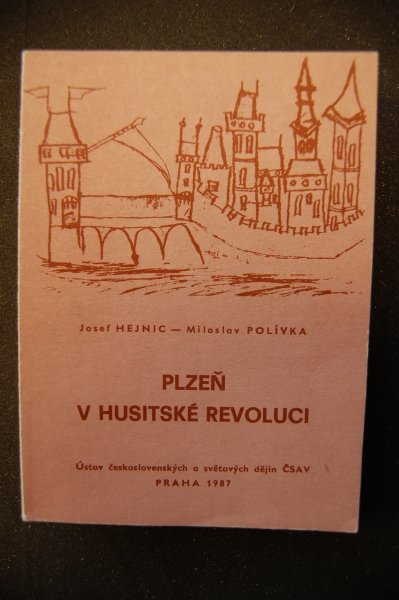 Josef HEJNIC — Miloslav POLÍVKA
PLZEŇ
V HUSITSKÉ REVOLUCI
Ústav československých a světových dějin ČSAV
PRAHA 1987